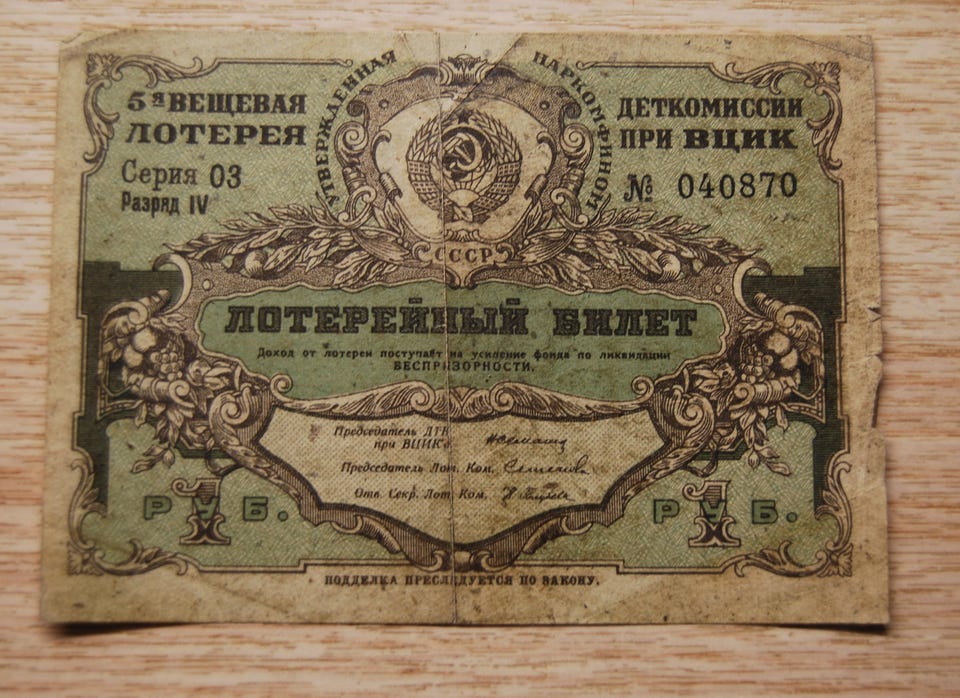 5я ВЕЩЕВАЯ
ЛОТЕРЕЯ
Серия 03
Разряд IV
УТВЕРЖДЕННАЯ НАРКОМФИНОМ
ДЕТКОМИССИИ
ПРИ ВЦИК
№ 040870
СССР
ЛОТЕРЕЙНЫЙ БИЛЕТ
Доход от лотереи поступает на усиление фонда по ликвидации
БЕСПРИЗОРНОСТИ.
Председатель ДТК
при ВЦИК'е
Председатель Лот. Ком.
Отв. Секр. Лот. Ком.
1 РУБ.
1 РУБ.
ПОДДЕЛКА ПРЕСЛЕДУЕТСЯ ПО ЗАКОНУ.